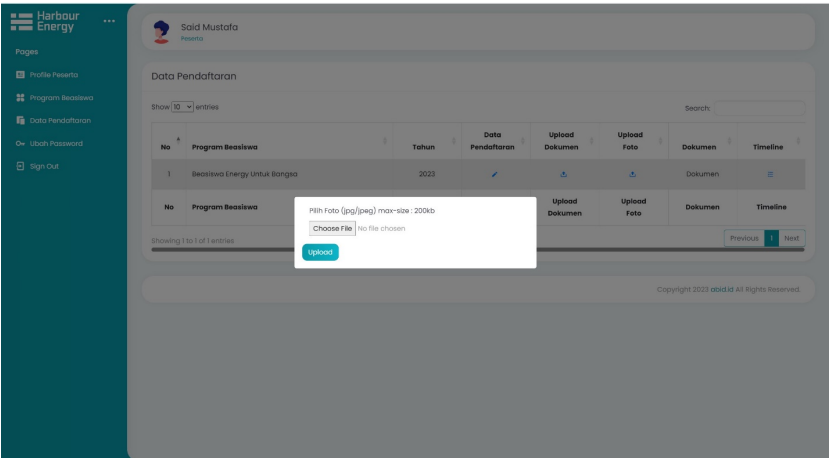 Harbour
Energy
Pages
Profile Peserta
Program Beasiswa
Data Pendaftaran
Ubah Password
Sign Out
Said Mustafa
Peserta
Data Pendaftaran
Show 10 entries
Search:
No Program Beasiswa Tahun Data Pendaftaran Upload Dokumen Upload Foto Dokumen Timeline
1 Beasiswa Energy Untuk Bangsa 2023 Dokumen
No Program Beasiswa Upload Dokumen Upload Foto Dokumen Timeline
Pilih Foto (jpg/jpeg) max-size : 200kb
Choose File No file chosen
Upload
Showing 1 to 1 of 1 entries
Previous 1 Next
Copyright 2023 abid.id All Rights Reserved.